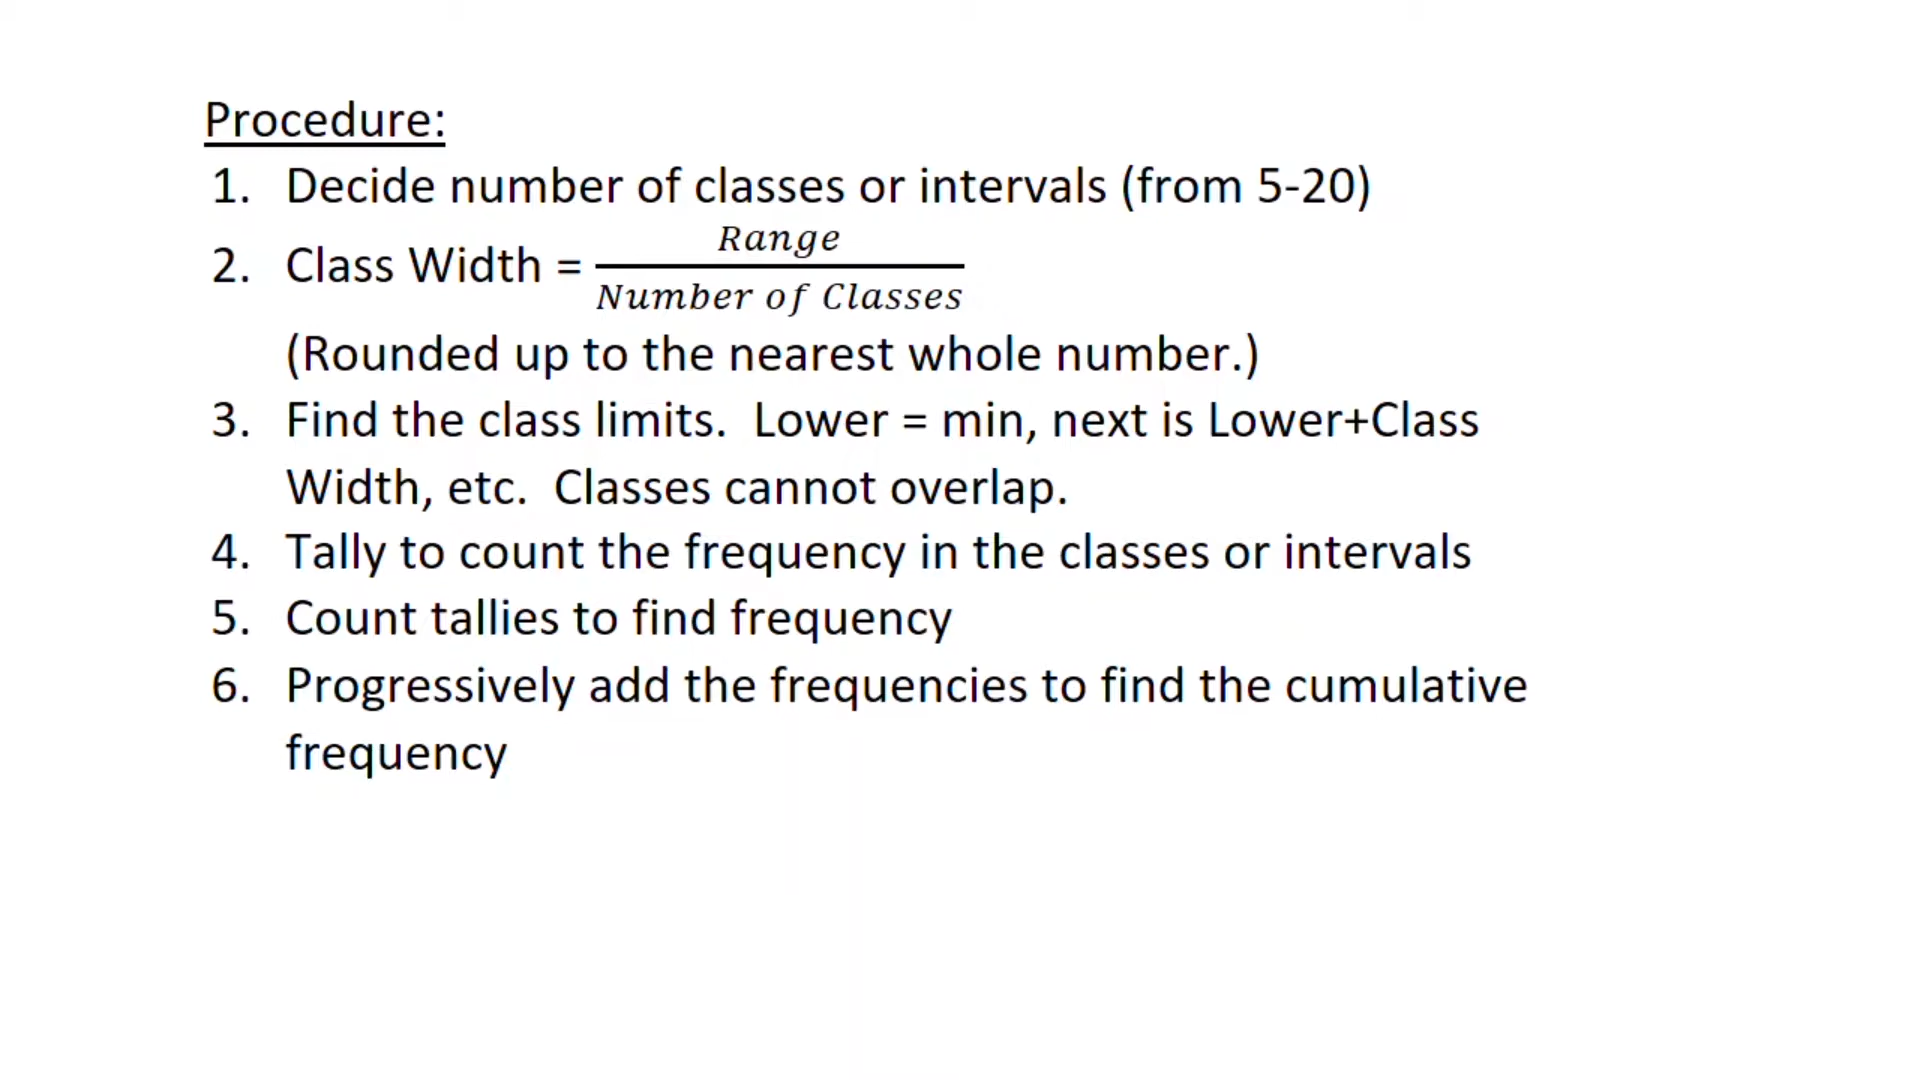 Procedure:
1. Decide number of classes or intervals (from 5-20)
2. Class Width = Range / Number of Classes
(Rounded up to the nearest whole number.)
3. Find the class limits.  Lower = min, next is Lower+Class
Width, etc.  Classes cannot overlap.
4. Tally to count the frequency in the classes or intervals
5. Count tallies to find frequency
6. Progressively add the frequencies to find the cumulative
frequency